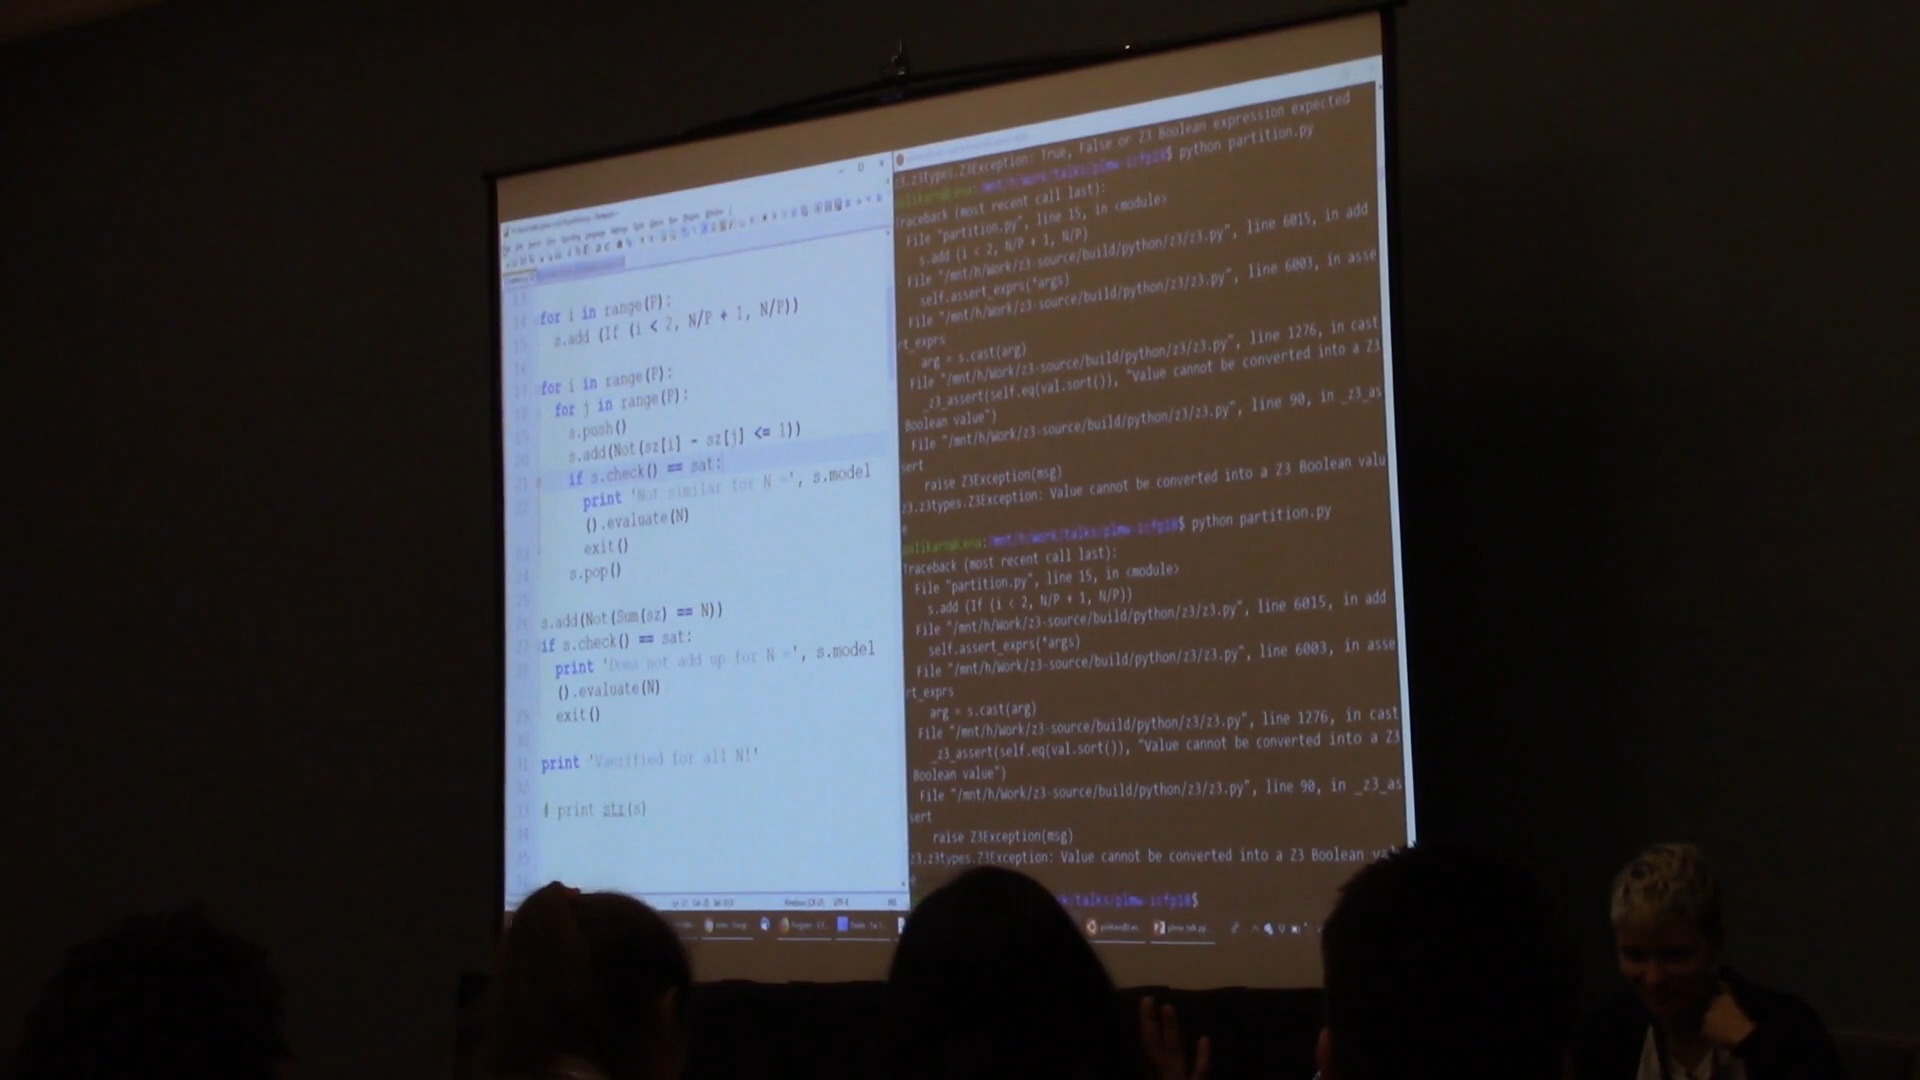 for i in range(P):
s.add (If (i < 2, N/P + 1, N/P))
for i in range(P):
for j in range(P):
s.push()
s.add(Not(sz[i] - sz[j] <= 1))
if s.check() == sat:
print 'Not similar for N =', s.model
().evaluate(N)
exit()
s.pop()
s.add(Not(Sum(sz) == N))
if s.check() == sat:
print 'Does not add up for N =', s.model
().evaluate(N)
exit()
print 'Vaerified for all N!'
# print str(s)
z3.z3types.Z3Exception: True, False or Z3 Boolean expression expected
/mnt/h/work/talks/plmw-icfp18$ python partition.py
Traceback (most recent call last):
File "partition.py", line 15, in <module>
s.add (i < 2, N/P + 1, N/P)
File "/mnt/h/Work/z3-source/build/python/z3/z3.py", line 6015, in add
self.assert_exprs(*args)
File "/mnt/h/Work/z3-source/build/python/z3/z3.py", line 6003, in asse
rt_exprs
arg = s.cast(arg)
File "/mnt/h/Work/z3-source/build/python/z3/z3.py", line 1276, in cast
_z3_assert(self.eq(val.sort()), "Value cannot be converted into a Z3
Boolean value")
File "/mnt/h/Work/z3-source/build/python/z3/z3.py", line 90, in _z3_as
sert
raise Z3Exception(msg)
z3.z3types.Z3Exception: Value cannot be converted into a Z3 Boolean valu
e
/mnt/h/work/talks/plmw-icfp18$ python partition.py
Traceback (most recent call last):
File "partition.py", line 15, in <module>
s.add (If (i < 2, N/P + 1, N/P))
File "/mnt/h/Work/z3-source/build/python/z3/z3.py", line 6015, in add
self.assert_exprs(*args)
File "/mnt/h/Work/z3-source/build/python/z3/z3.py", line 6003, in asse
rt_exprs
arg = s.cast(arg)
File "/mnt/h/Work/z3-source/build/python/z3/z3.py", line 1276, in cast
_z3_assert(self.eq(val.sort()), "Value cannot be converted into a Z3
Boolean value")
File "/mnt/h/Work/z3-source/build/python/z3/z3.py", line 90, in _z3_as
sert
raise Z3Exception(msg)
z3.z3types.Z3Exception: Value cannot be converted into a Z3 Boolean
k/talks/plmw-icfp18$